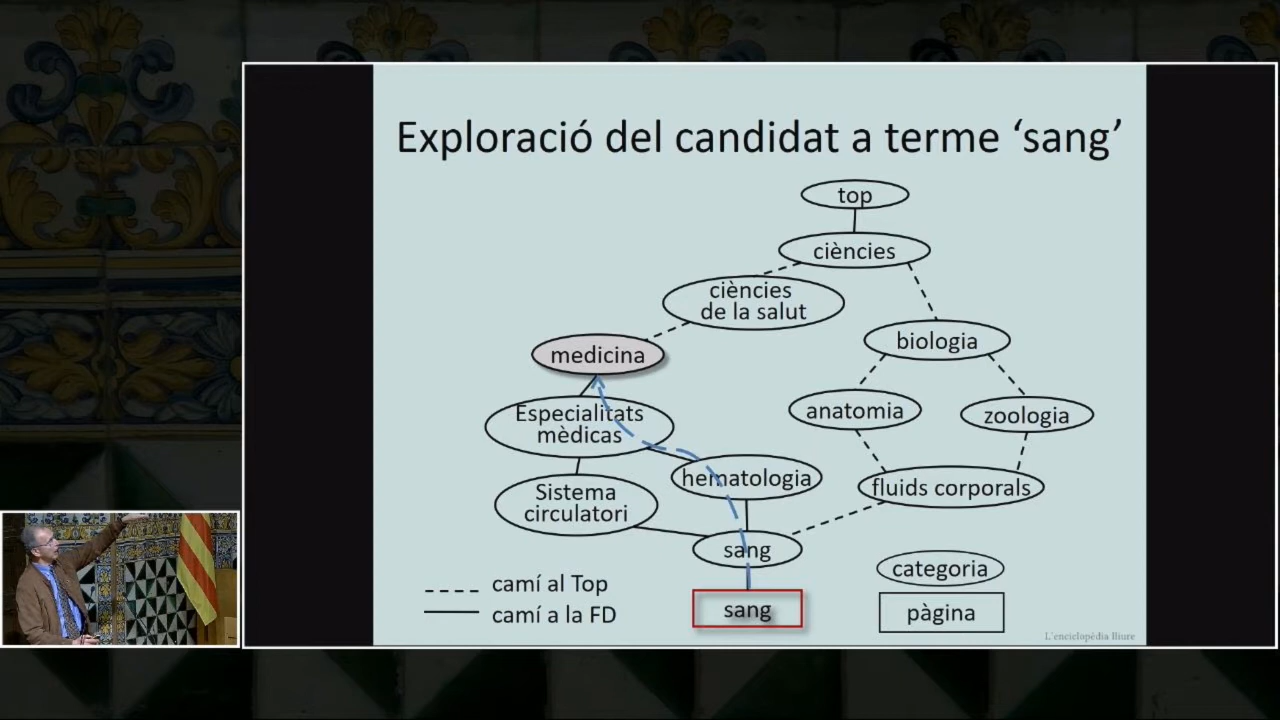 Exploració del candidat a terme ‘sang’
top
ciències
ciències
de la salut
medicina
biologia
Especialitats
mèdicas
anatomia
zoologia
hematologia
fluids corporals
Sistema
circulatori
sang
categoria
camí al Top
camí a la FD
sang
pàgina
L'enciclopèdia lliure